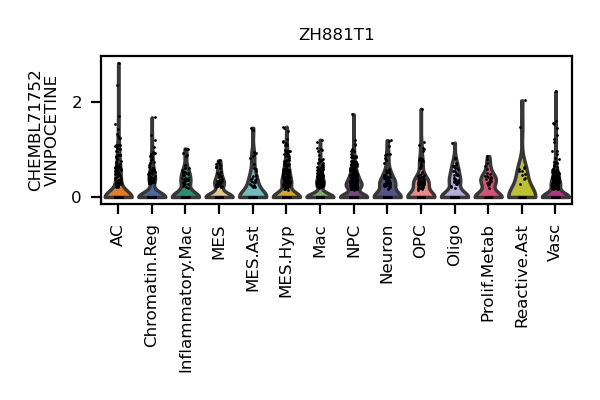 ZH881T1
CHEMBL71752
VINPOCETINE
2
0
AC
Chromatin.Reg
Inflammatory.Mac
MES
MES.Ast
MES.Hyp
Mac
NPC
Neuron
OPC
Oligo
Prolif.Metab
Reactive.Ast
Vasc